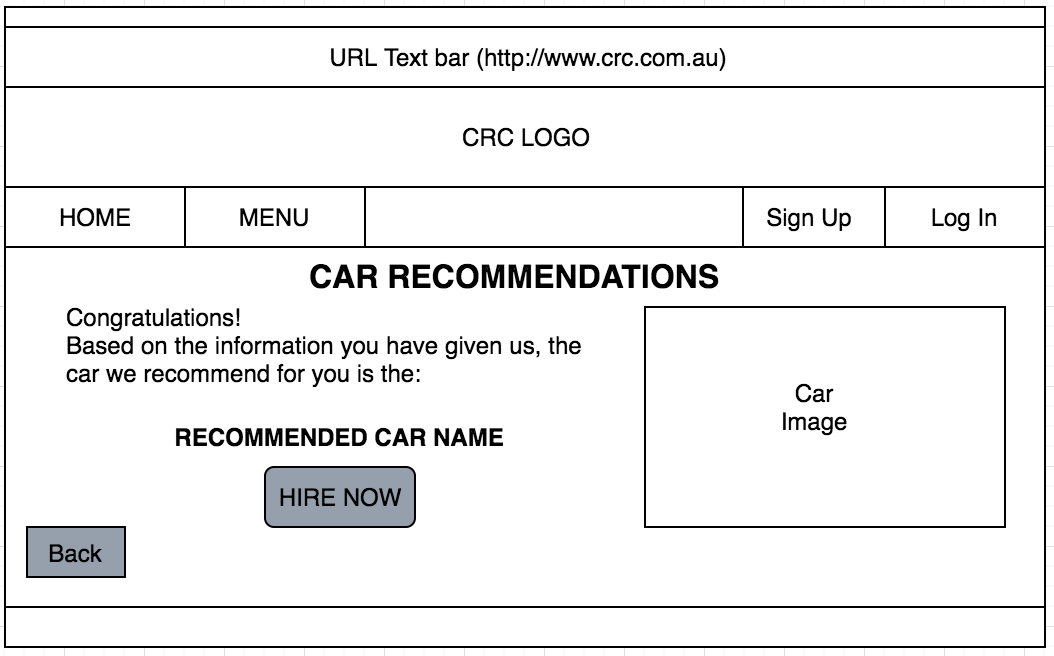 URL Text bar (http://www.crc.com.au)
CRC LOGO
HOME MENU Sign Up Log In
CAR RECOMMENDATIONS
Congratulations!
Based on the information you have given us, the
car we recommend for you is the:
Car
Image
RECOMMENDED CAR NAME
HIRE NOW
Back